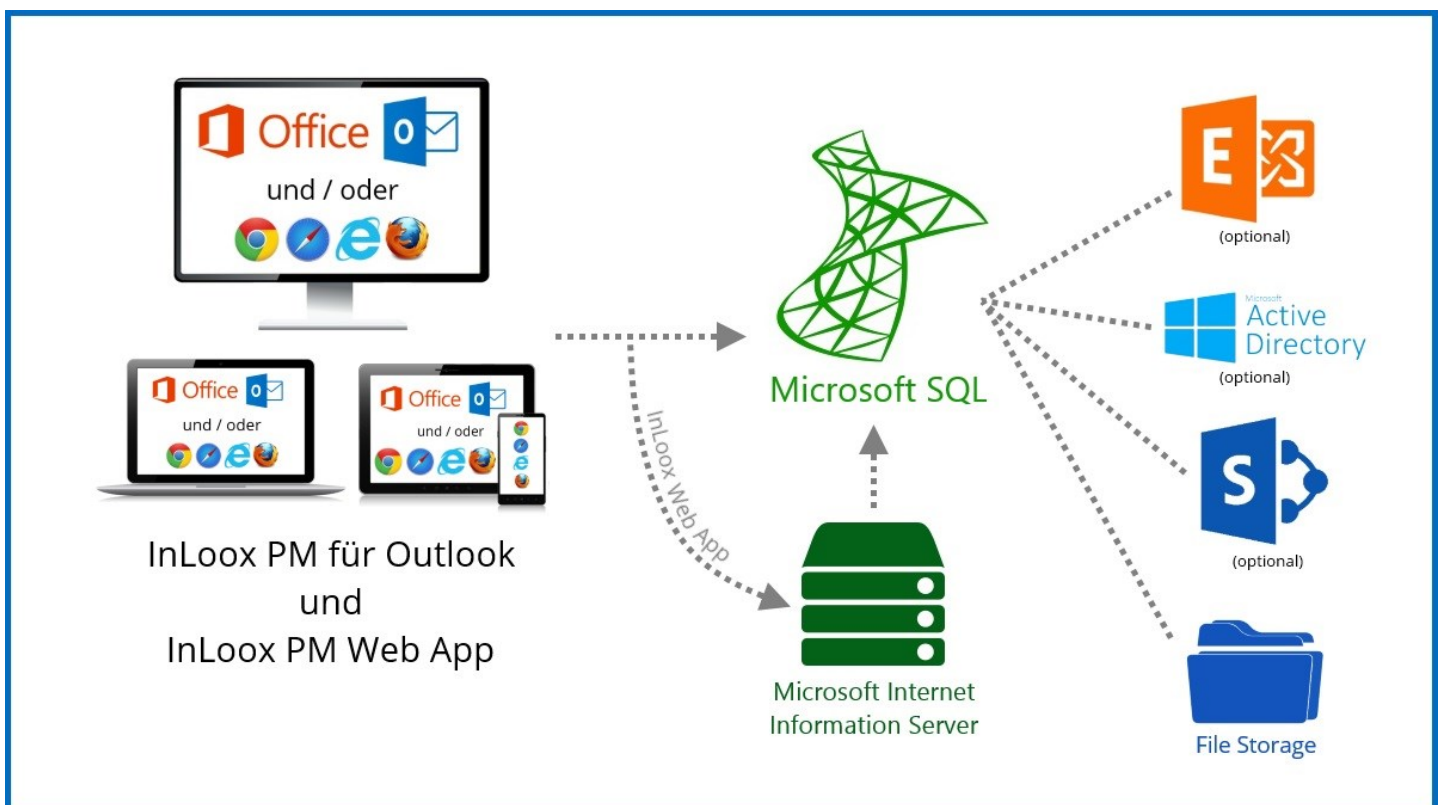 Office
und / oder
Office
und / oder
Office
und / oder
InLoox PM für Outlook
und
InLoox PM Web App
InLoox Web App
Microsoft SQL
Microsoft Internet
Information Server
E
(optional)
Microsoft
Active
Directory
(optional)
S
(optional)
File Storage